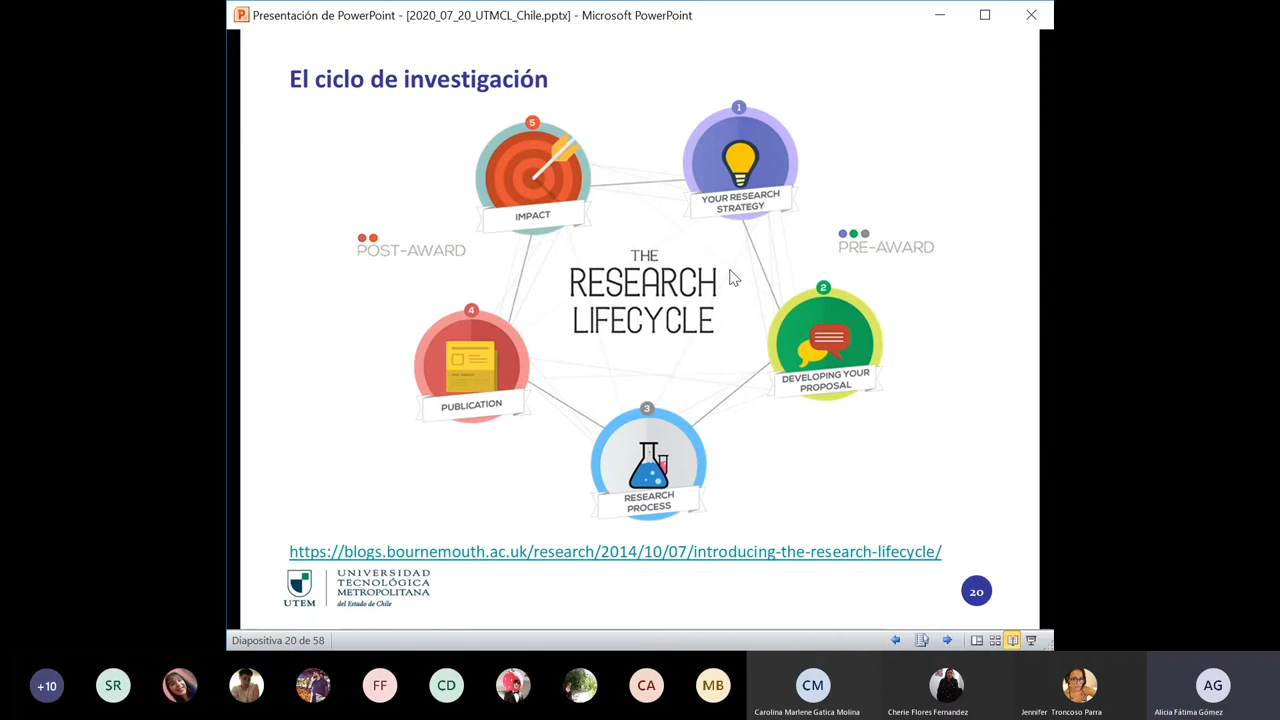 Presentación de PowerPoint - [2020_07_20_UTMCL_Chile.pptx] - Microsoft PowerPoint
El ciclo de investigación
5
IMPACT
1
YOUR RESEARCH
STRATEGY
POST-AWARD
PRE-AWARD
THE
RESEARCH
LIFECYCLE
2
DEVELOPING YOUR
PROPOSAL
4
PUBLICATION
3
RESEARCH
PROCESS
https://blogs.bournemouth.ac.uk/research/2014/10/07/introducing-the-research-lifecycle/
UTEM
UNIVERSIDAD
TECNOLÓGICA
METROPOLITANA
del Estado de Chile
20
Diapositiva 20 de 58
+10
SR
FF
CD
CA
MB
CM
Carolina Marlene Gatica Molina
Cherie Flores Fernandez
Jennifer Troncoso Parra
AG
Alicia Fátima Gómez